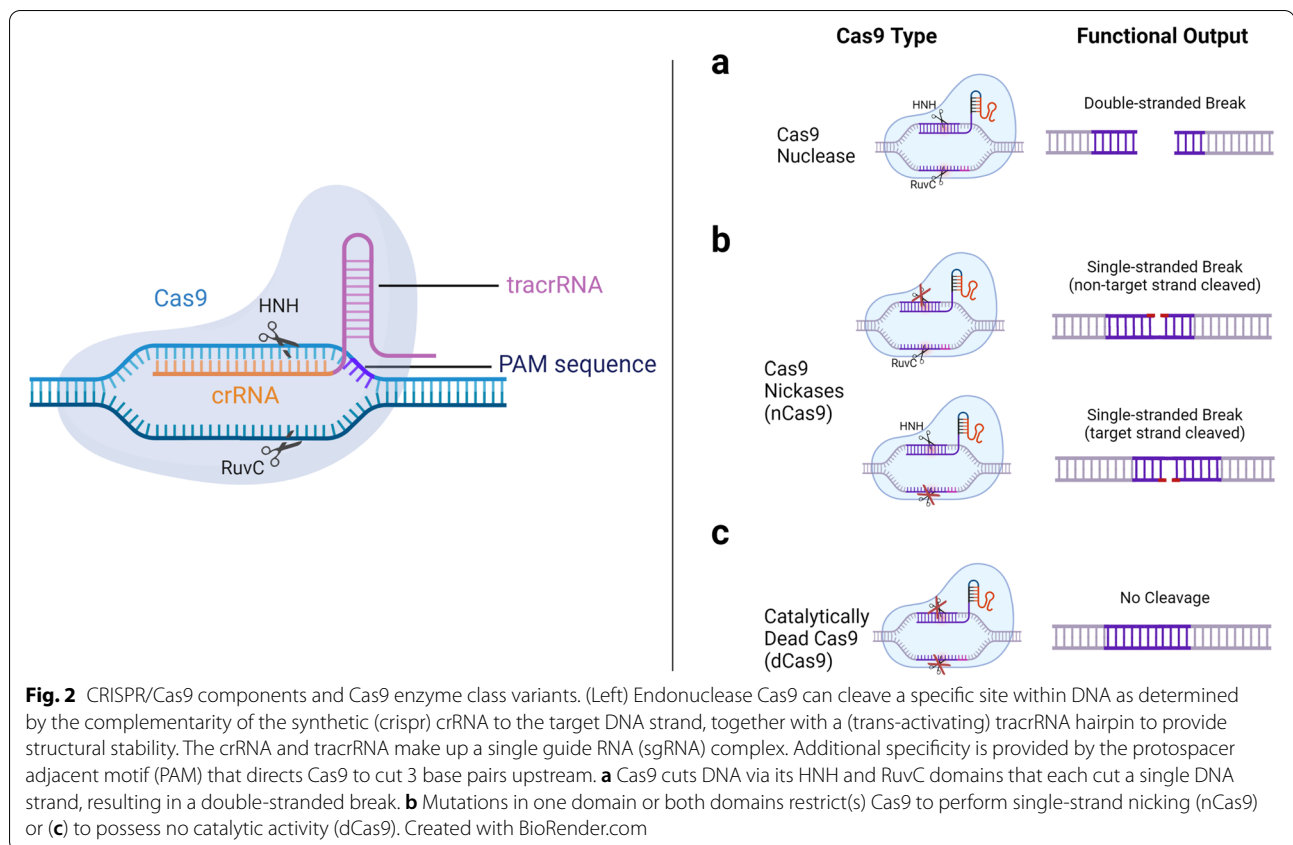 Cas9
HNH
tracrRNA
PAM sequence
crRNA
RuvC
Cas9 Type
Functional Output
a
Cas9
Nuclease
HNH
RuvC
Double-stranded Break
b
Cas9
Nickases
(nCas9)
RuvC
Single-stranded Break
(non-target strand cleaved)
HNH
Single-stranded Break
(target strand cleaved)
c
Catalytically
Dead Cas9
(dCas9)
No Cleavage
Fig. 2 CRISPR/Cas9 components and Cas9 enzyme class variants. (Left) Endonuclease Cas9 can cleave a specific site within DNA as determined
by the complementarity of the synthetic (crispr) crRNA to the target DNA strand, together with a (trans-activating) tracrRNA hairpin to provide
structural stability. The crRNA and tracrRNA make up a single guide RNA (sgRNA) complex. Additional specificity is provided by the protospacer
adjacent motif (PAM) that directs Cas9 to cut 3 base pairs upstream. a Cas9 cuts DNA via its HNH and RuvC domains that each cut a single DNA
strand, resulting in a double-stranded break. b Mutations in one domain or both domains restrict(s) Cas9 to perform single-strand nicking (nCas9)
or (c) to possess no catalytic activity (dCas9). Created with BioRender.com